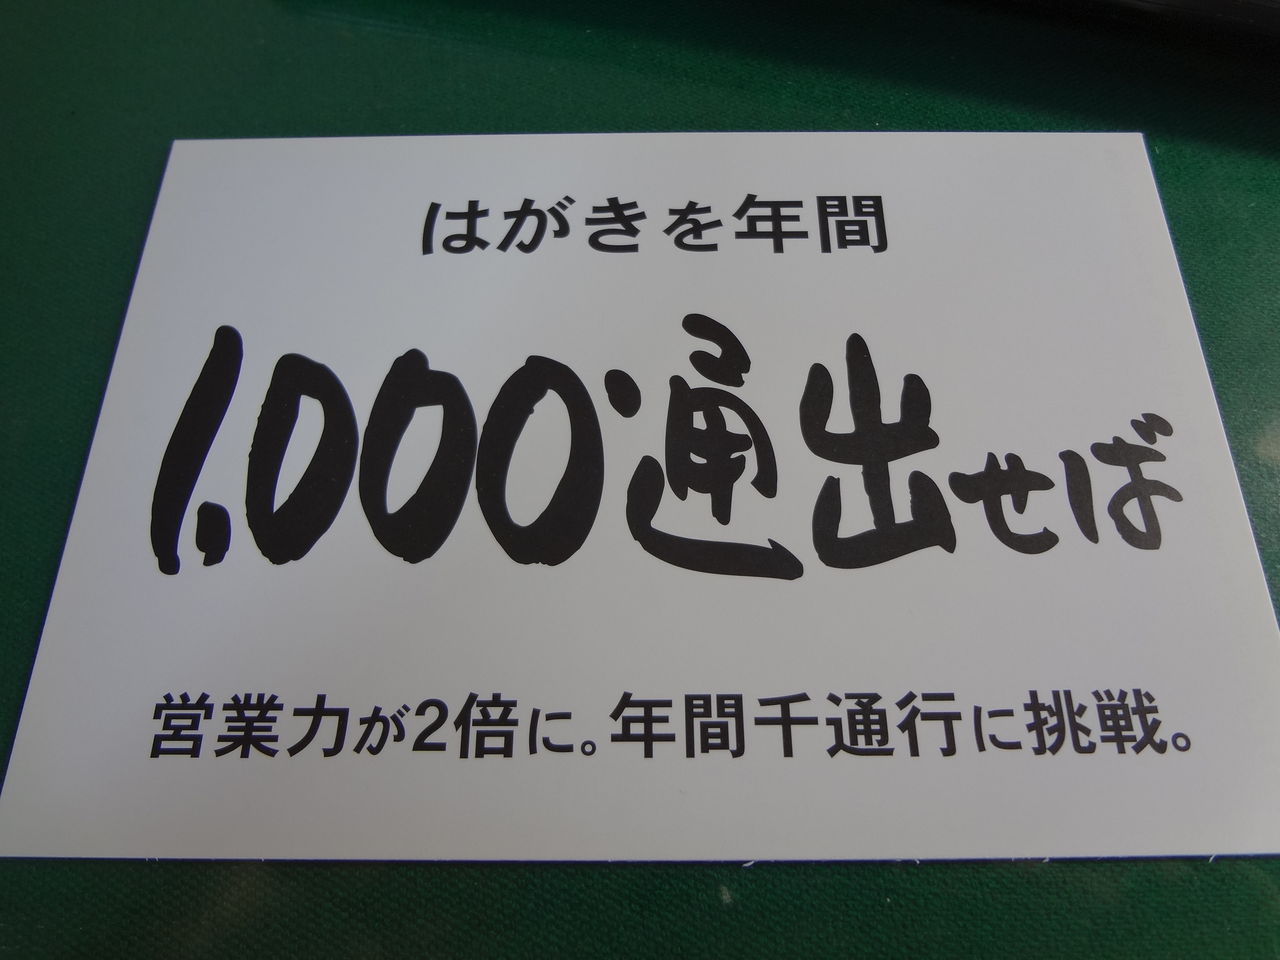 はがきを年間
1,000通出せば
営業力が2倍に。年間千通行に挑戦。